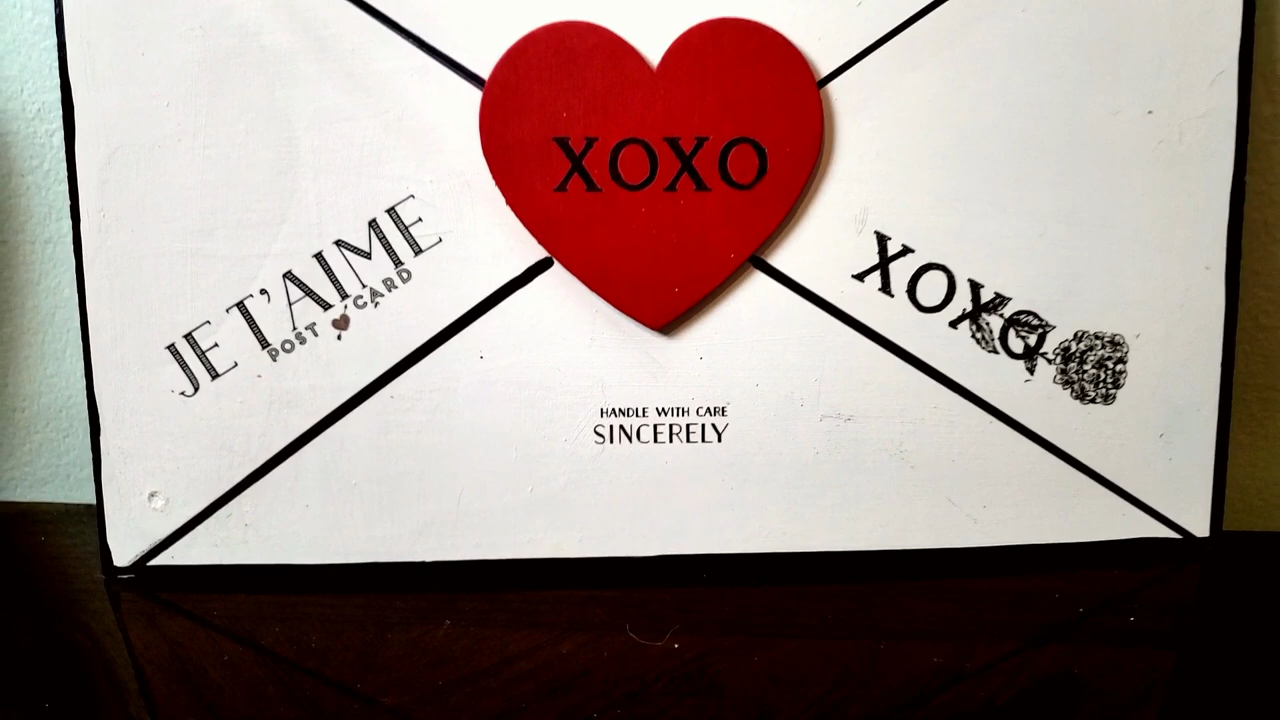 XOXO
JE T'AIME
POST CARD
XOXO
HANDLE WITH CARE
SINCERELY